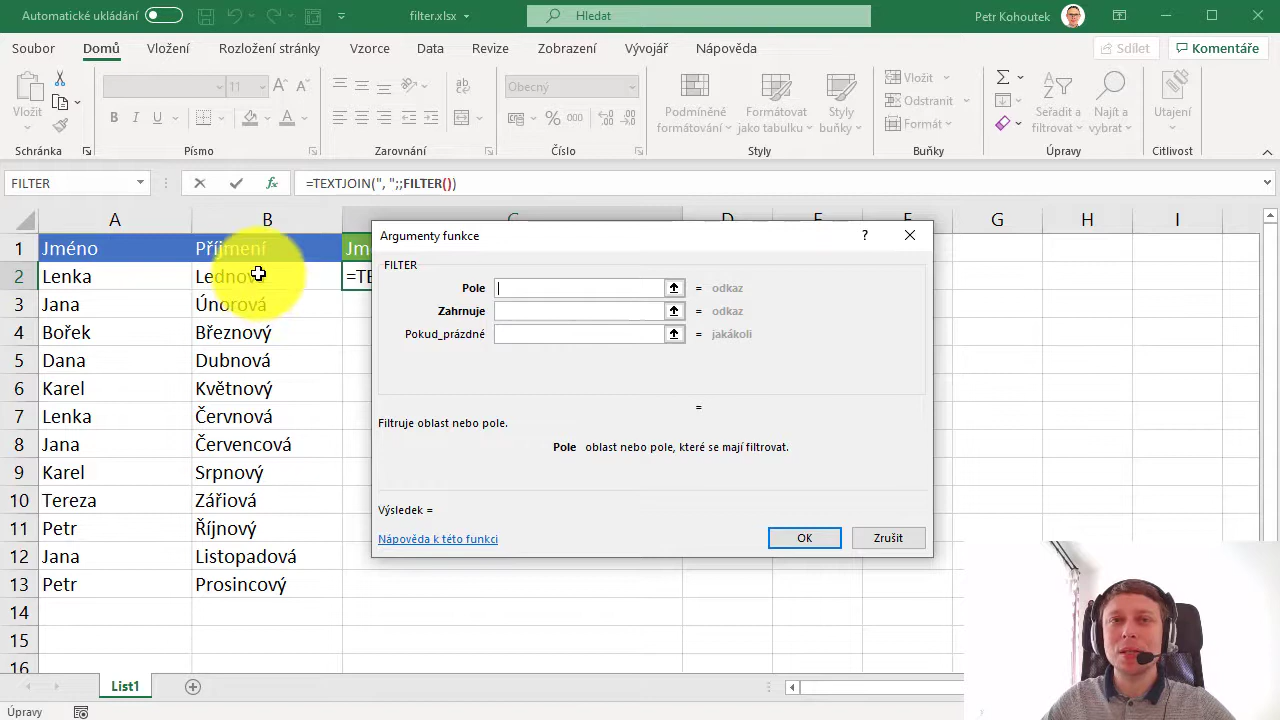 Automatické ukládání
filter.xlsx
Hledat
Petr Kohoutek
Soubor Domů Vložení Rozložení stránky Vzorce Data Revize Zobrazení Vývojář Nápověda
Sdílet Komentáře
Vložit
11
Obecný
Podmíněné formátování
Formátovat jako tabulku
Styly buňky
Vložit
Odstranit
Formát
Seřadit a filtrovat
Najít a vybrat
Utajení
Schránka Písmo Zarovnání Číslo Styly Buňky Úpravy Citlivost
FILTER
=TEXTJOIN(", ";;FILTER())
A B C D E F G H I
1 Jméno Příjmení Jm
2 Lenka =TE
3 Jana Únorová
4 Bořek Březnový
5 Dana Dubnová
6 Karel Květnový
7 Lenka Červnová
8 Jana Červencová
9 Karel Srpnový
10 Tereza Zářiová
11 Petr Říjnový
12 Jana Listopadová
13 Petr Prosincový
14
15
16
Argumenty funkce
FILTER
Pole = odkaz
Zahrnuje = odkaz
Pokud_prázdné = jakákoli
=
Filtruje oblast nebo pole.
Pole oblast nebo pole, které se mají filtrovat.
Výsledek =
Nápověda k této funkci
OK Zrušit
List1
Úpravy